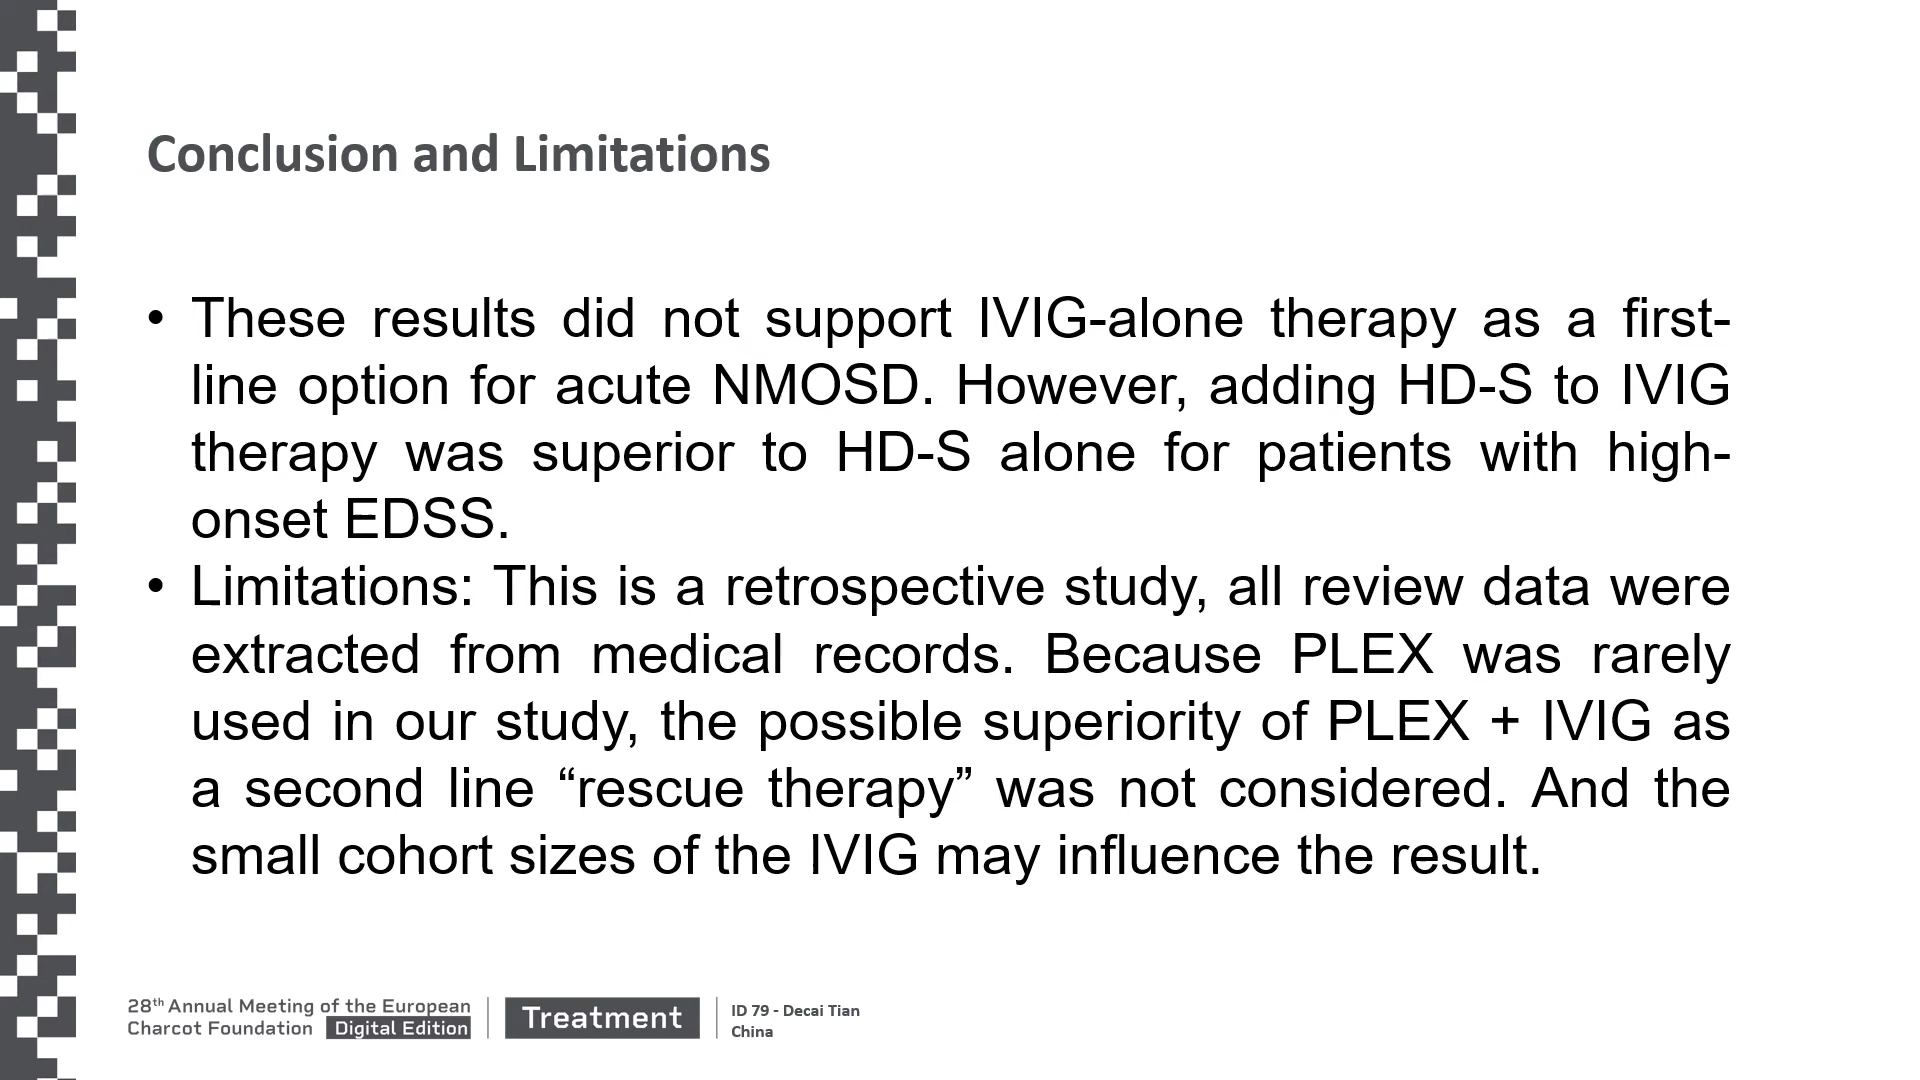 Conclusion and Limitations
• These results did not support IVIG-alone therapy as a first-
line option for acute NMOSD. However, adding HD-S to IVIG
therapy was superior to HD-S alone for patients with high-
onset EDSS.
• Limitations: This is a retrospective study, all review data were
extracted from medical records. Because PLEX was rarely
used in our study, the possible superiority of PLEX + IVIG as
a second line “rescue therapy” was not considered. And the
small cohort sizes of the IVIG may influence the result.
28th Annual Meeting of the European
Charcot Foundation Digital Edition
Treatment
ID 79 - Decai Tian
China